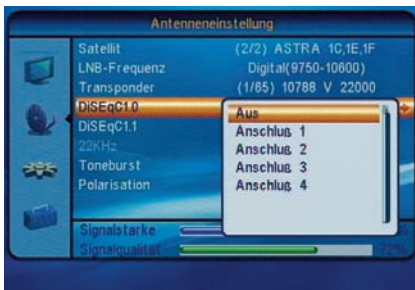 Antenneneinstellung
Satellit (2/2) ASTRA 1C,1E,1F
LNB-Frequenz Digital(9750-10600)
Transponder (1/65) 10788 V 22000
DiSEqC1.0
Aus
DiSEqC1.1
Anschluß 1
22KHz
Anschluß 2
Toneburst
Anschluß 3
Polarisation
Anschluß 4
Signalstarke
Signalqualität 72%